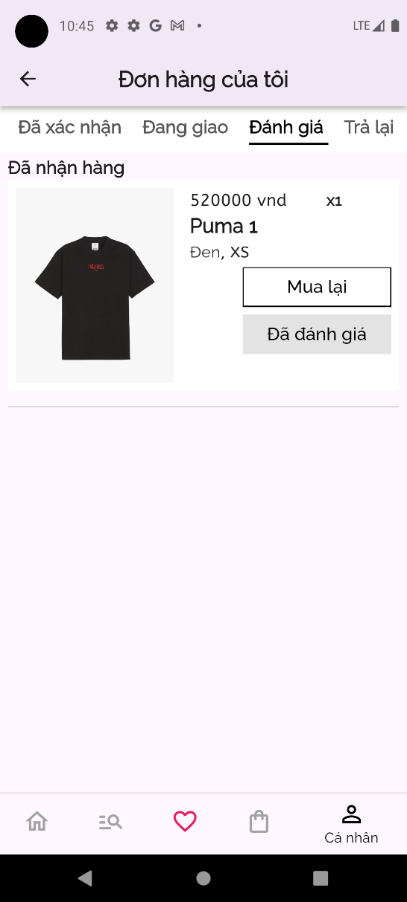 10:45 LTE
Đơn hàng của tôi
Đã xác nhận Đang giao Đánh giá Trả lại
Đã nhận hàng
520000 vnd x1
Puma 1
Đen, XS
Mua lại
Đã đánh giá
Cá nhân